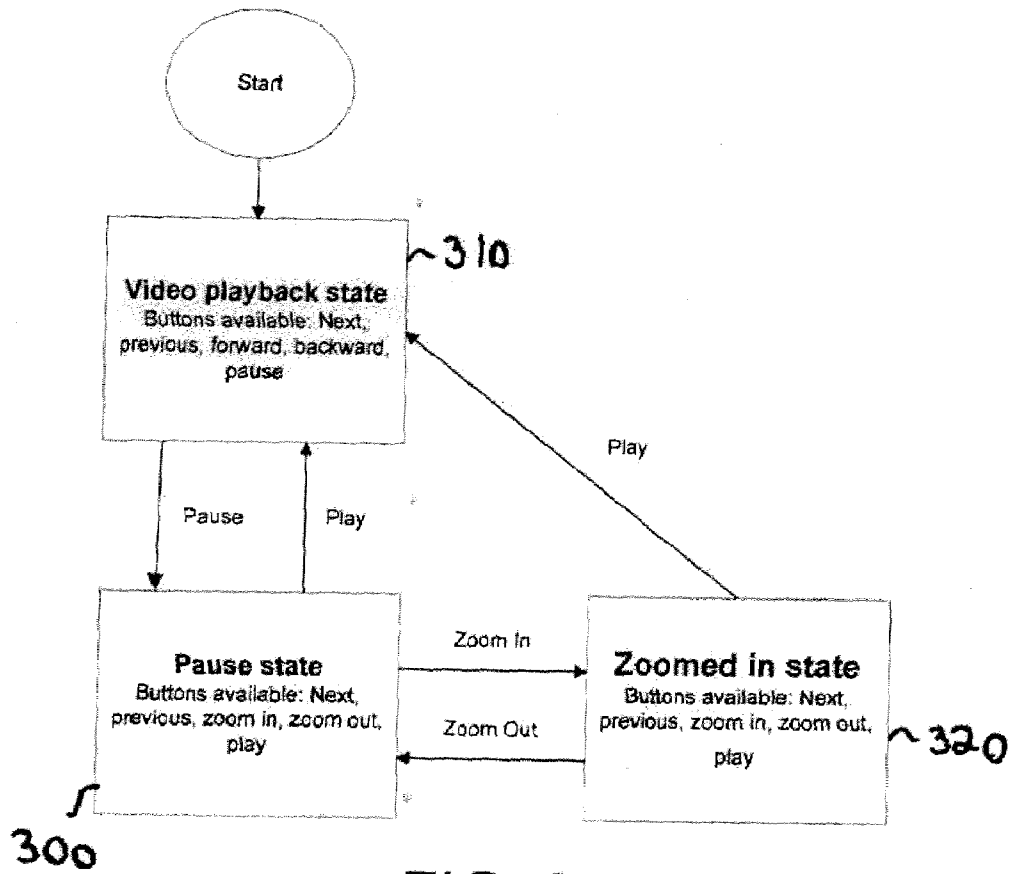 Start
310
Video playback state
Buttons available: Next,
previous, forward, backward,
pause
Play
Pause
Play
Zoom In
Pause state
Buttons available: Next,
previous, zoom in, zoom out,
play
Zoomed in state
Buttons available: Next,
previous, zoom in, zoom out,
play
Zoom Out
320
300